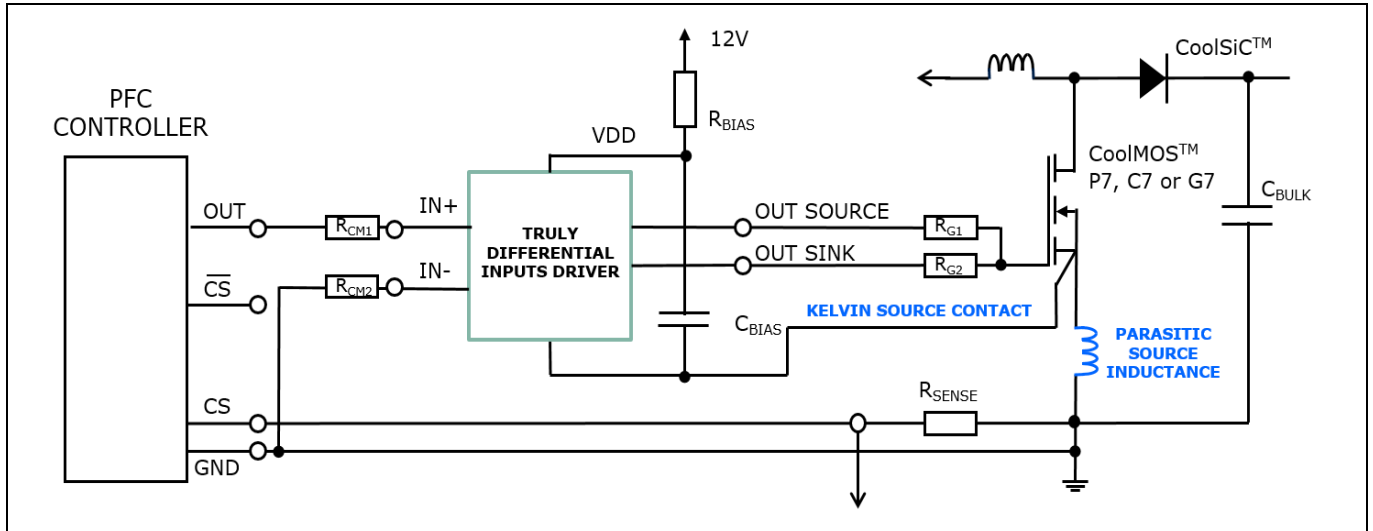 PFC
CONTROLLER
OUT
CS
CS
GND
RCM1
RCM2
IN+
IN-
12V
RBIAS
VDD
TRULY
DIFFERENTIAL
INPUTS DRIVER
CBIAS
OUT SOURCE
OUT SINK
RG1
RG2
KELVIN SOURCE CONTACT
CoolSiC™
CoolMOS™
P7, C7 or G7
CBULK
PARASITIC
SOURCE
INDUCTANCE
RSENSE